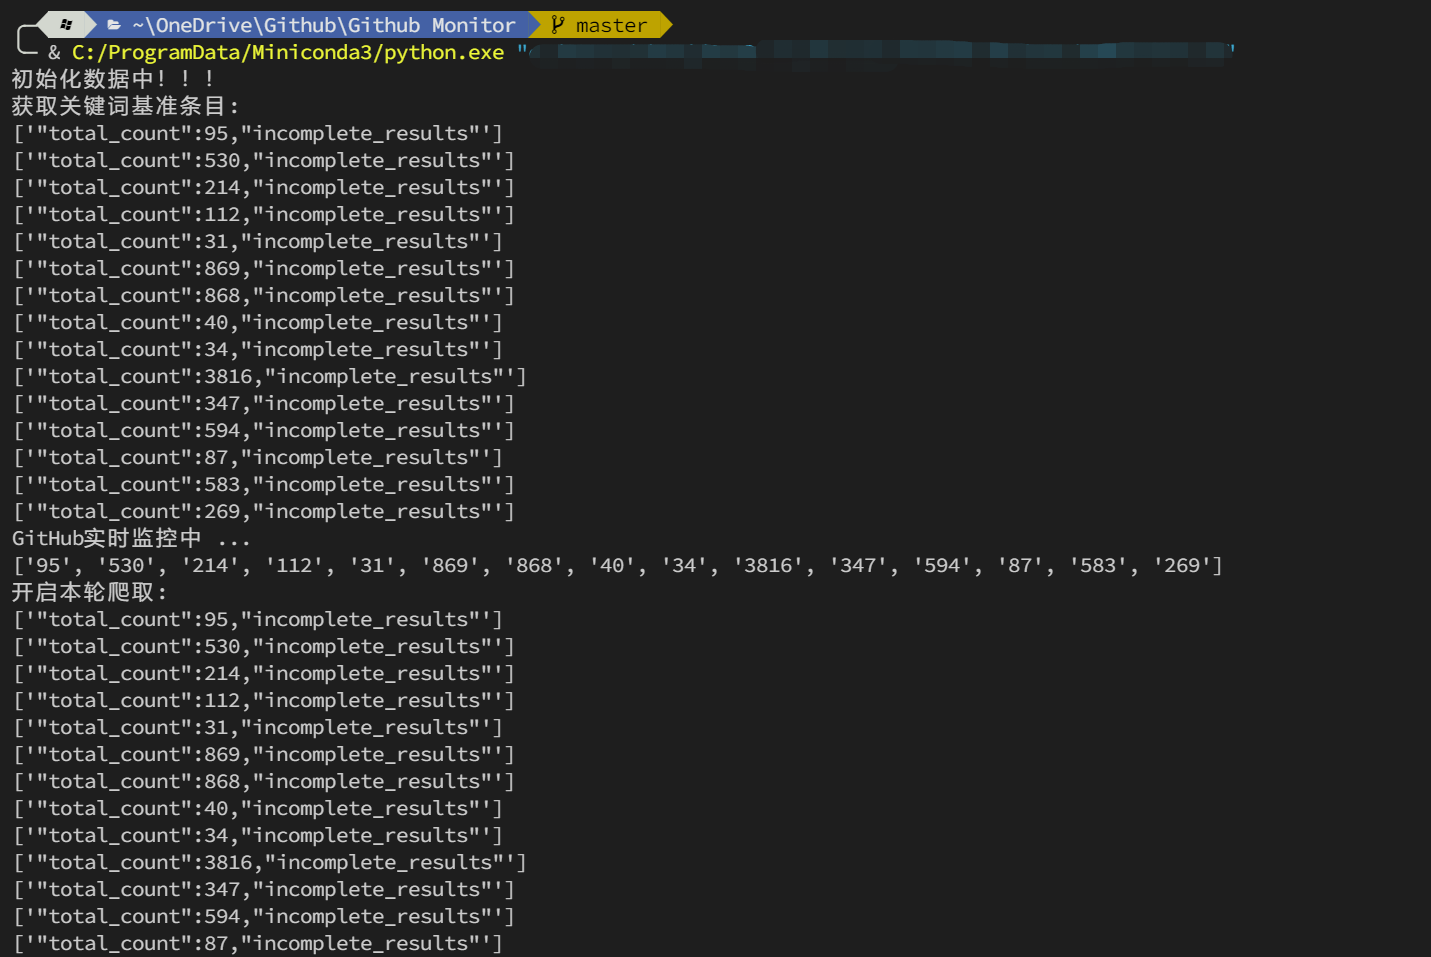 ~\OneDrive\Github\Github Monitor master
& C:/ProgramData/Miniconda3/python.exe " "
初始化数据中！！！
获取关键词基准条目:
['"total_count":95,"incomplete_results"']
['"total_count":530,"incomplete_results"']
['"total_count":214,"incomplete_results"']
['"total_count":112,"incomplete_results"']
['"total_count":31,"incomplete_results"']
['"total_count":869,"incomplete_results"']
['"total_count":868,"incomplete_results"']
['"total_count":40,"incomplete_results"']
['"total_count":34,"incomplete_results"']
['"total_count":3816,"incomplete_results"']
['"total_count":347,"incomplete_results"']
['"total_count":594,"incomplete_results"']
['"total_count":87,"incomplete_results"']
['"total_count":583,"incomplete_results"']
['"total_count":269,"incomplete_results"']
GitHub实时监控中 ...
['95', '530', '214', '112', '31', '869', '868', '40', '34', '3816', '347', '594', '87', '583', '269']
开启本轮爬取:
['"total_count":95,"incomplete_results"']
['"total_count":530,"incomplete_results"']
['"total_count":214,"incomplete_results"']
['"total_count":112,"incomplete_results"']
['"total_count":31,"incomplete_results"']
['"total_count":869,"incomplete_results"']
['"total_count":868,"incomplete_results"']
['"total_count":40,"incomplete_results"']
['"total_count":34,"incomplete_results"']
['"total_count":3816,"incomplete_results"']
['"total_count":347,"incomplete_results"']
['"total_count":594,"incomplete_results"']
['"total_count":87,"incomplete_results"']